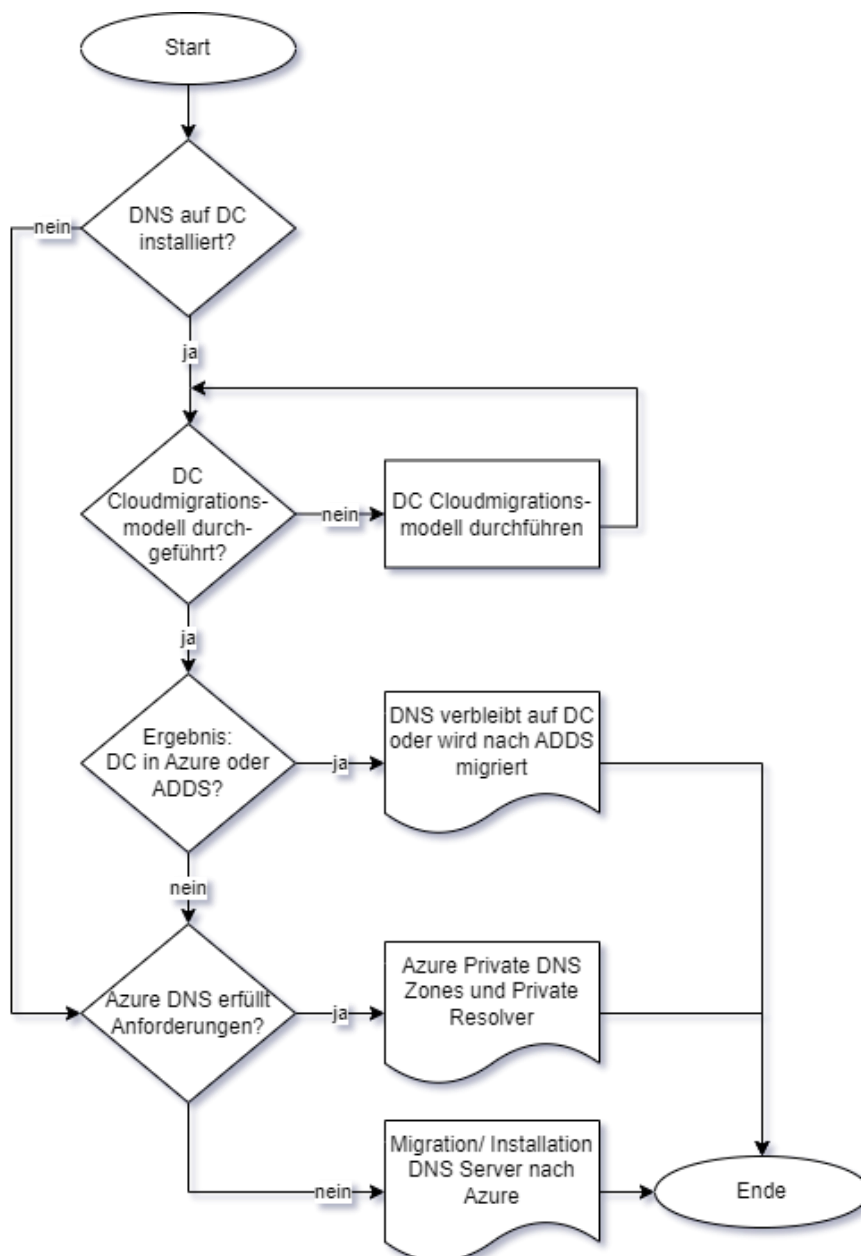 Start
DNS auf DC
installiert?
nein
ja
DC
Cloudmigrations-
modell durch-
geführt?
nein
DC Cloudmigrations-
modell durchführen
ja
Ergebnis:
DC in Azure oder
ADDS?
ja
DNS verbleibt auf DC
oder wird nach ADDS
migriert
nein
Azure DNS erfüllt
Anforderungen?
ja
Azure Private DNS
Zones und Private
Resolver
nein
Migration/ Installation
DNS Server nach
Azure
Ende